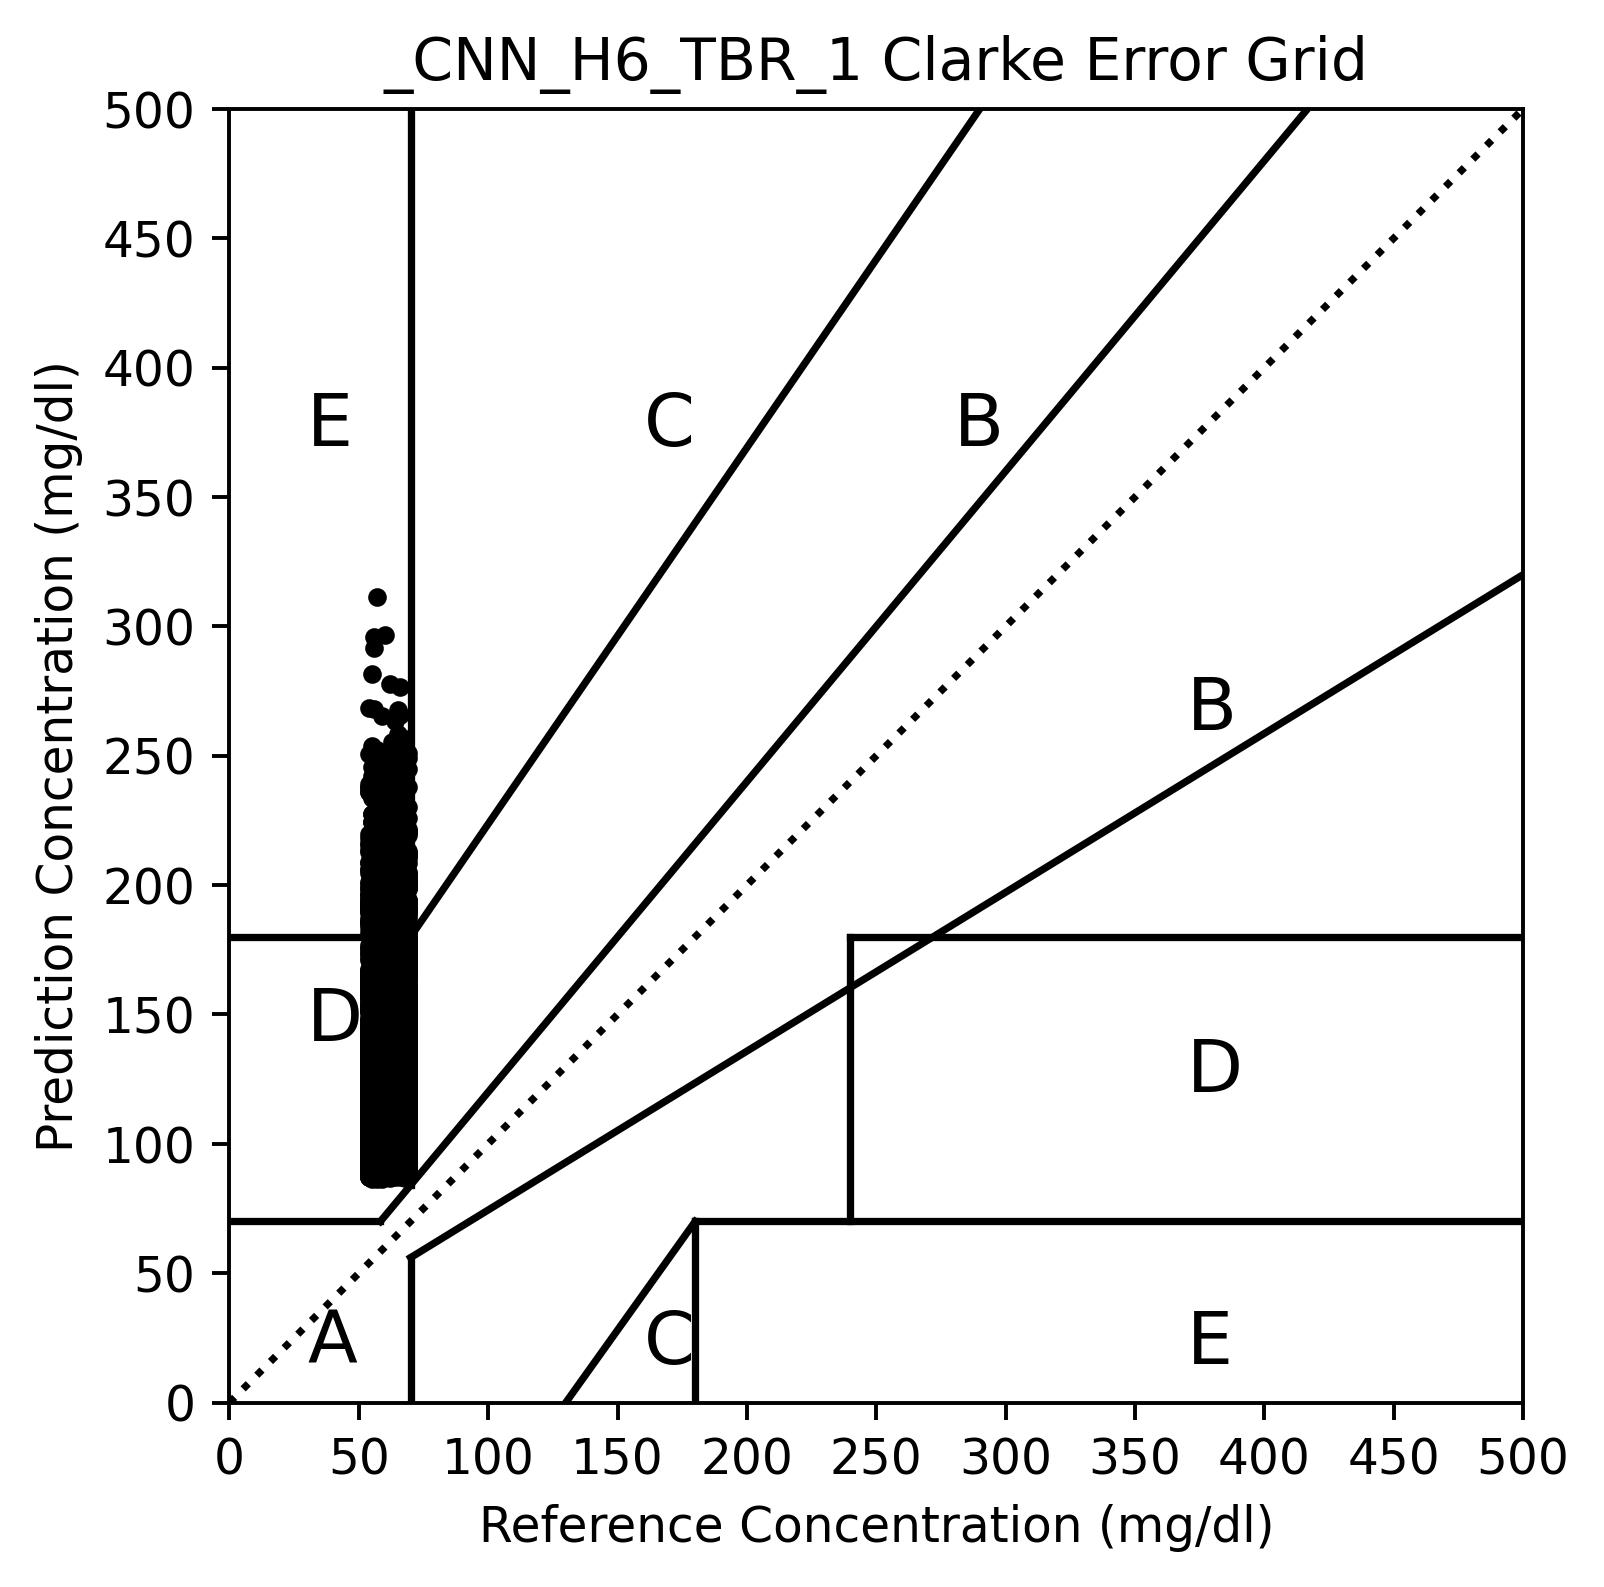 _CNN_H6_TBR_1 Clarke Error Grid
500
450
400
350
300
250
200
150
100
50
0
Prediction Concentration (mg/dl)
E
C
B
B
D
D
A
C
E
0 50 100 150 200 250 300 350 400 450 500
Reference Concentration (mg/dl)